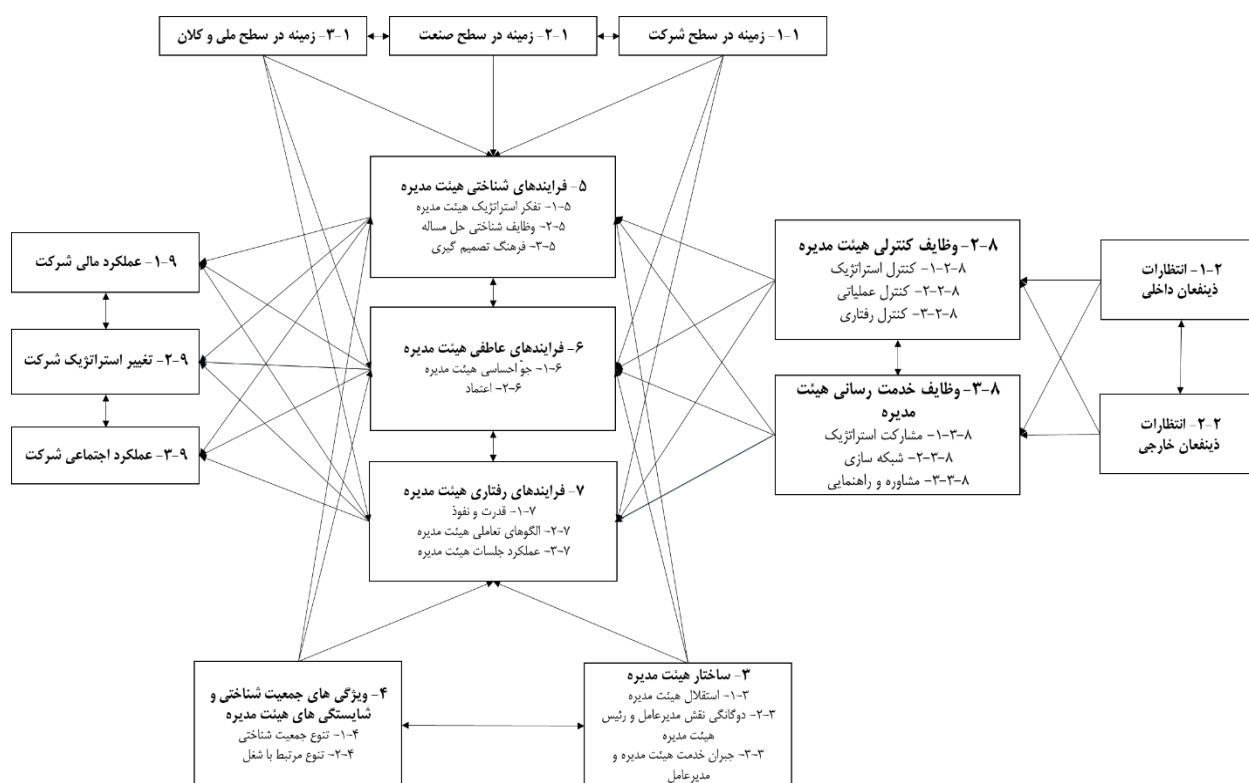 ۱-۱- زمینه در سطح شرکت
۲-۱- زمینه در سطح صنعت
۳-۱- زمینه در سطح ملی و کلان
۵- فرایندهای شناختی هیئت مدیره
۱-۵- تفکر استراتژیک هیئت مدیره
۲-۵- وظایف شناختی حل مساله
۳-۵- فرهنگ تصمیم گیری
۱-۲- انتظارات
ذینفعان داخلی
۲-۸- وظایف کنترلی هیئت مدیره
۱-۲-۸- کنترل استراتژیک
۲-۲-۸- کنترل عملیاتی
۳-۲-۸- کنترل رفتاری
۱-۹- عملکرد مالی شرکت
۶- فرایندهای عاطفی هیئت مدیره
۱-۶- جوّ احساسی هیئت مدیره
۲-۶- اعتماد
۲-۹- تغییر استراتژیک شرکت
۲-۲- انتظارات
ذینفعان خارجی
۳-۸- وظایف خدمت رسانی هیئت
مدیره
۱-۳-۸- مشارکت استراتژیک
۲-۳-۸- شبکه سازی
۳-۳-۸- مشاوره و راهنمایی
۳-۹- عملکرد اجتماعی شرکت
۷- فرایندهای رفتاری هیئت مدیره
۱-۷- قدرت و نفوذ
۲-۷- الگوهای تعاملی هیئت مدیره
۳-۷- عملکرد جلسات هیئت مدیره
۳- ساختار هیئت مدیره
۱-۳- استقلال هیئت مدیره
۲-۳- دوگانگی نقش مدیرعامل و رئیس
هیئت مدیره
۳-۳- جبران خدمت هیئت مدیره و
مدیرعامل
۴- ویژگی های جمعیت شناختی و
شایستگی های هیئت مدیره
۱-۴- تنوع جمعیت شناختی
۲-۴- تنوع مرتبط با شغل